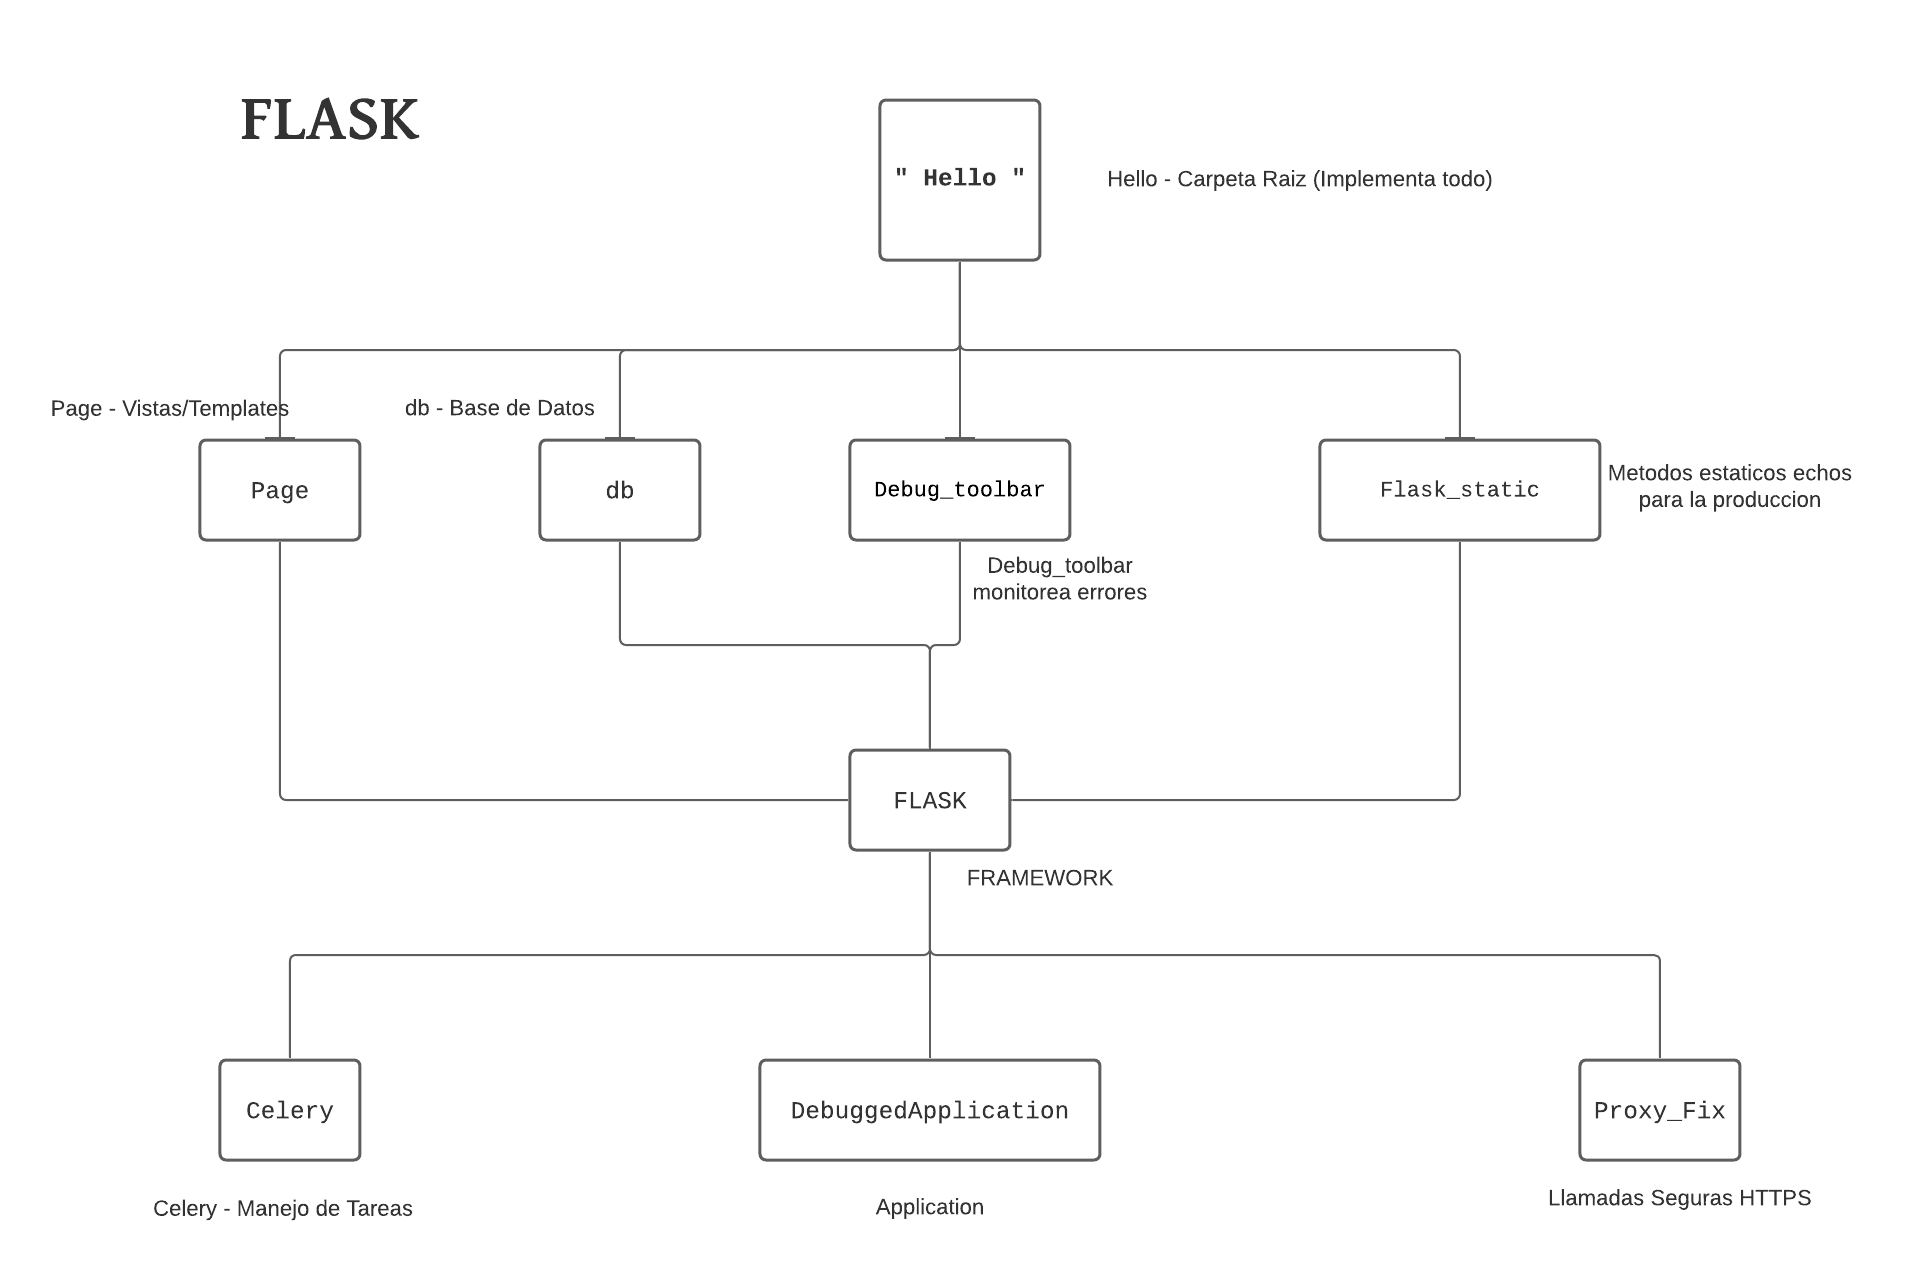 FLASK
" Hello "
Hello - Carpeta Raiz (Implementa todo)
Page - Vistas/Templates
db - Base de Datos
Page
db
Debug_toolbar
Flask_static
Metodos estaticos echos
para la produccion
Debug_toolbar
monitorea errores
FLASK
FRAMEWORK
Celery
DebuggedApplication
Proxy_Fix
Celery - Manejo de Tareas
Application
Llamadas Seguras HTTPS